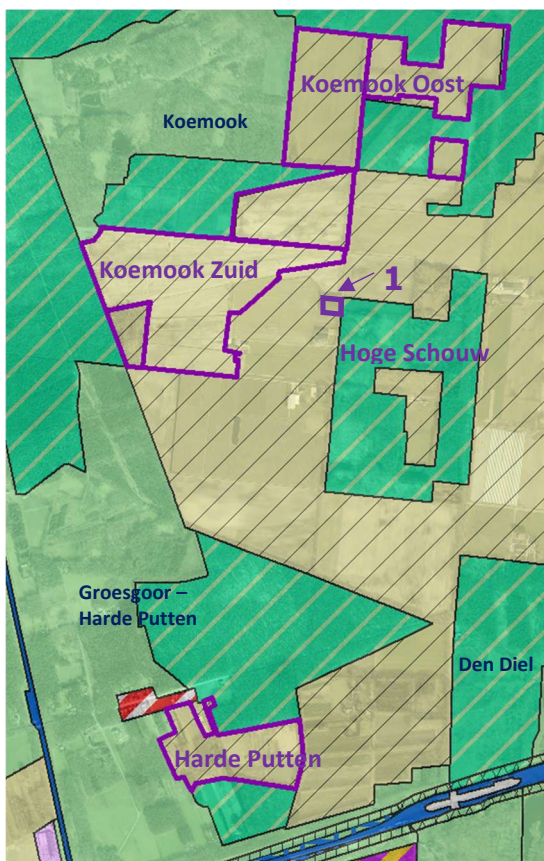 Koemook Oost
Koemook
Koemook Zuid
1
Hoge Schouw
Groesgoor –
Harde Putten
Den Diel
Harde Putten